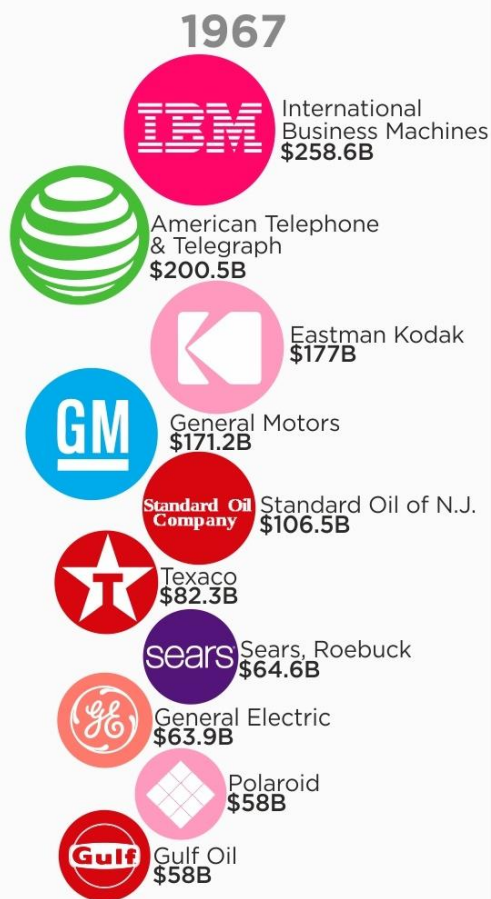 1967
IBM
International
Business Machines
$258.6B
American Telephone
& Telegraph
$200.5B
Eastman Kodak
$177B
GM
General Motors
$171.2B
Standard Oil
Company
Standard Oil of N.J.
$106.5B
T
Texaco
$82.3B
sears
Sears, Roebuck
$64.6B
GE
General Electric
$63.9B
Polaroid
$58B
Gulf
Gulf Oil
$58B